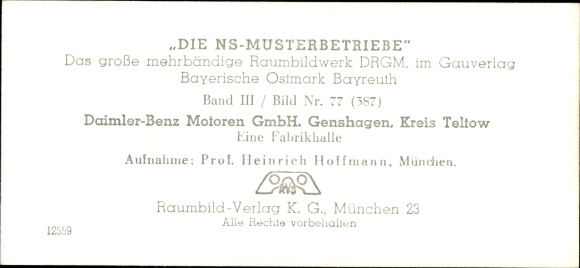 „DIE NS-MUSTERBETRIEBE“
Das große mehrbändige Raumbildwerk DRGM. im Gauverlag
Bayerische Ostmark Bayreuth
Band III / Bild Nr. 77 (387)
Daimler-Benz Motoren GmbH. Genshagen, Kreis Teltow
Eine Fabrikhalle
Aufnahme: Prof. Heinrich Hoffmann, München.
RVS
Raumbild-Verlag K. G., München 23
Alle Rechte vorbehalten
12559